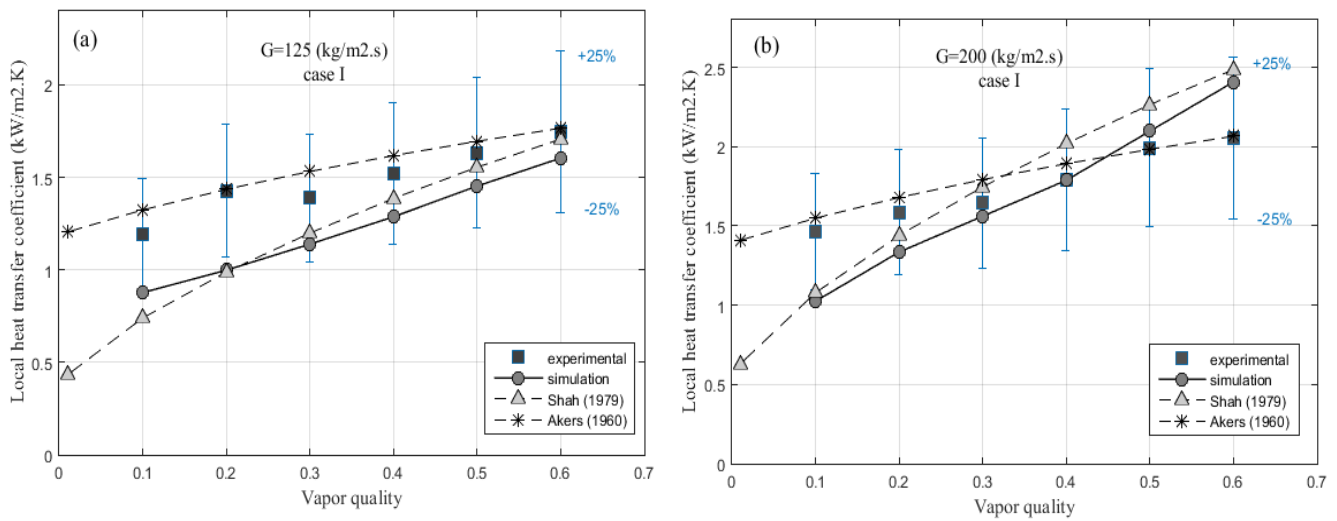 (a)
G=125 (kg/m2.s)
case I
+25%
-25%
Local heat transfer coefficient (kW/m2.K)
2
1.5
1
0.5
0
0
0.1
0.2
0.3
0.4
0.5
0.6
0.7
Vapor quality
experimental
simulation
Shah (1979)
Akers (1960)
(b)
G=200 (kg/m2.s)
case I
+25%
-25%
Local heat transfer coefficient (kW/m2.K)
2.5
2
1.5
1
0.5
0
0
0.1
0.2
0.3
0.4
0.5
0.6
0.7
Vapor quality
experimental
simulation
Shah (1979)
Akers (1960)